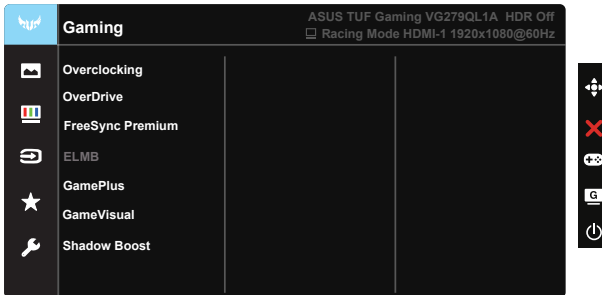 Gaming
ASUS TUF Gaming VG279QL1A HDR Off
Racing Mode HDMI-1 1920x1080@60Hz
Overclocking
OverDrive
FreeSync Premium
ELMB
GamePlus
GameVisual
Shadow Boost
G